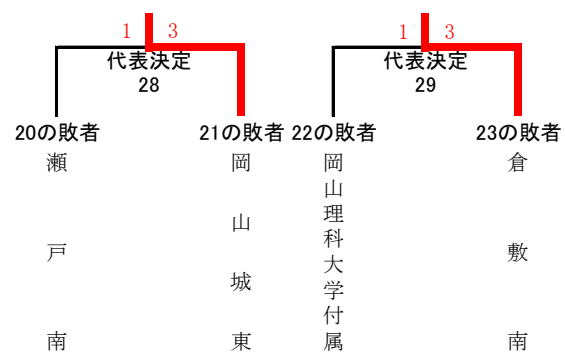 1 3 1 3
代表決定 代表決定
28 29
20の敗者 21の敗者 22の敗者 23の敗者
瀬戸南
岡山城東
岡山理科大学付属
倉敷南